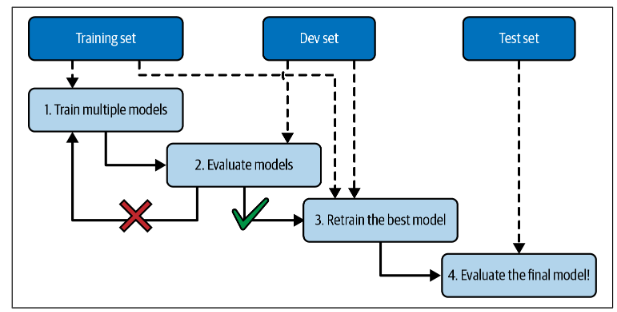 Training set
Dev set
Test set
1. Train multiple models
2. Evaluate models
3. Retrain the best model
4. Evaluate the final model!